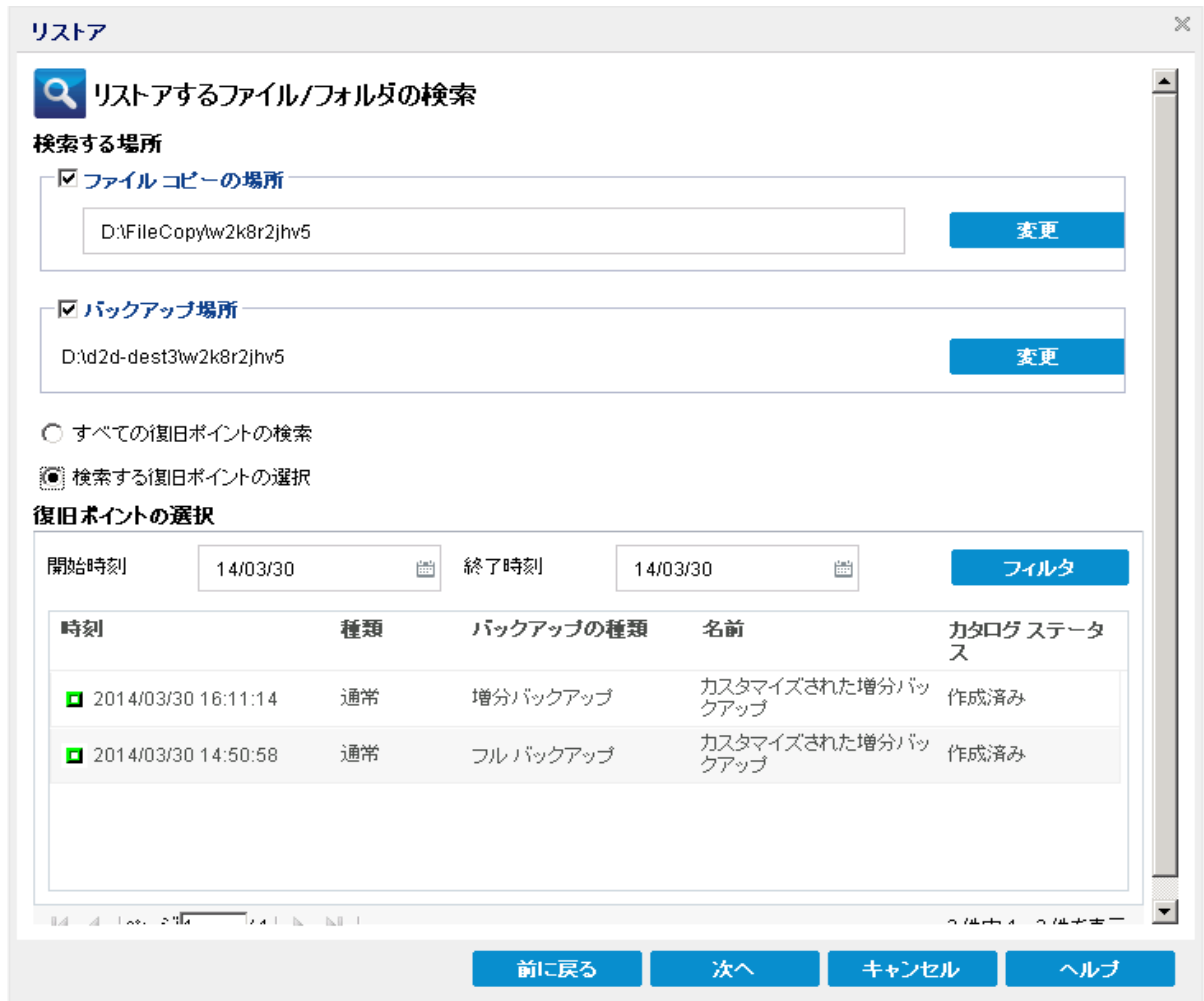 リストア
リストアするファイル/フォルダの検索
検索する場所
ファイル コピーの場所
D:\FileCopy\w2k8r2jhv5
変更
バックアップ場所
D:\d2d-dest3\w2k8r2jhv5
変更
すべての復旧ポイントの検索
検索する復旧ポイントの選択
復旧ポイントの選択
開始時刻 14/03/30 終了時刻 14/03/30 フィルタ
時刻 種類 バックアップの種類 名前 カタログ ステータ
ス
2014/03/30 16:11:14 通常 増分バックアップ カスタマイズされた増分バッ 作成済み
クアップ
2014/03/30 14:50:58 通常 フル バックアップ カスタマイズされた増分バッ 作成済み
クアップ
前に戻る 次へ キャンセル ヘルプ